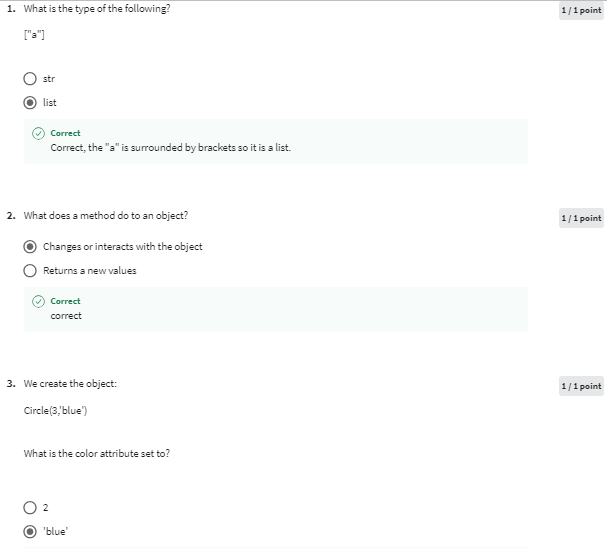 1. What is the type of the following? 1 / 1 point
["a"]
str
list
Correct
Correct, the "a" is surrounded by brackets so it is a list.
2. What does a method do to an object? 1 / 1 point
Changes or interacts with the object
Returns a new values
Correct
correct
3. We create the object: 1 / 1 point
Circle(3,'blue')
What is the color attribute set to?
2
'blue'